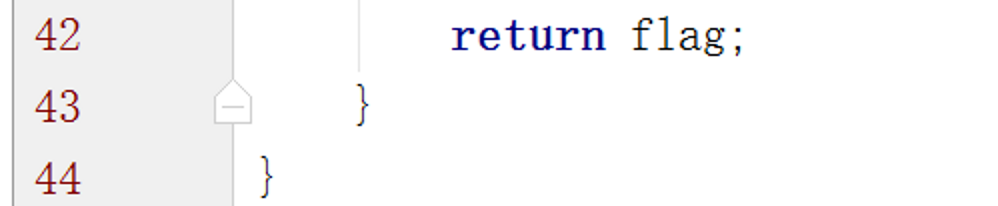 42 return flag;
43 }
44 }